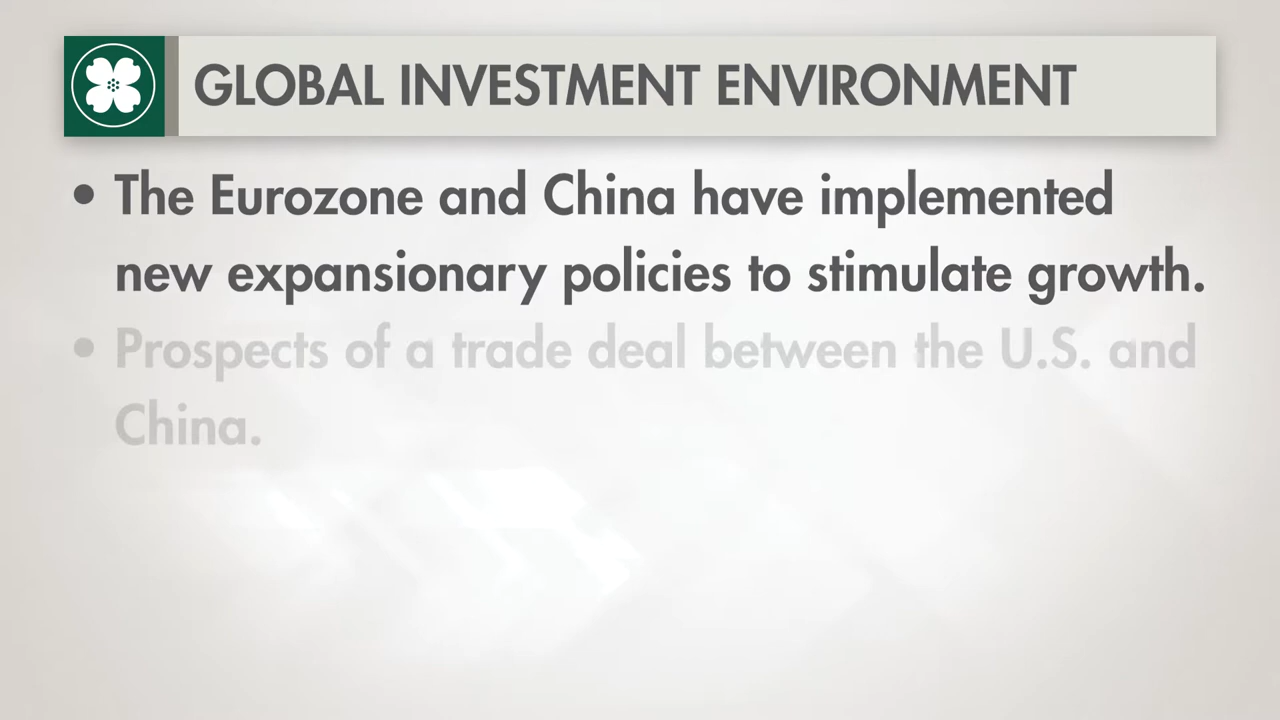 GLOBAL INVESTMENT ENVIRONMENT
• The Eurozone and China have implemented
new expansionary policies to stimulate growth.
• Prospects of a trade deal between the U.S. and
China.